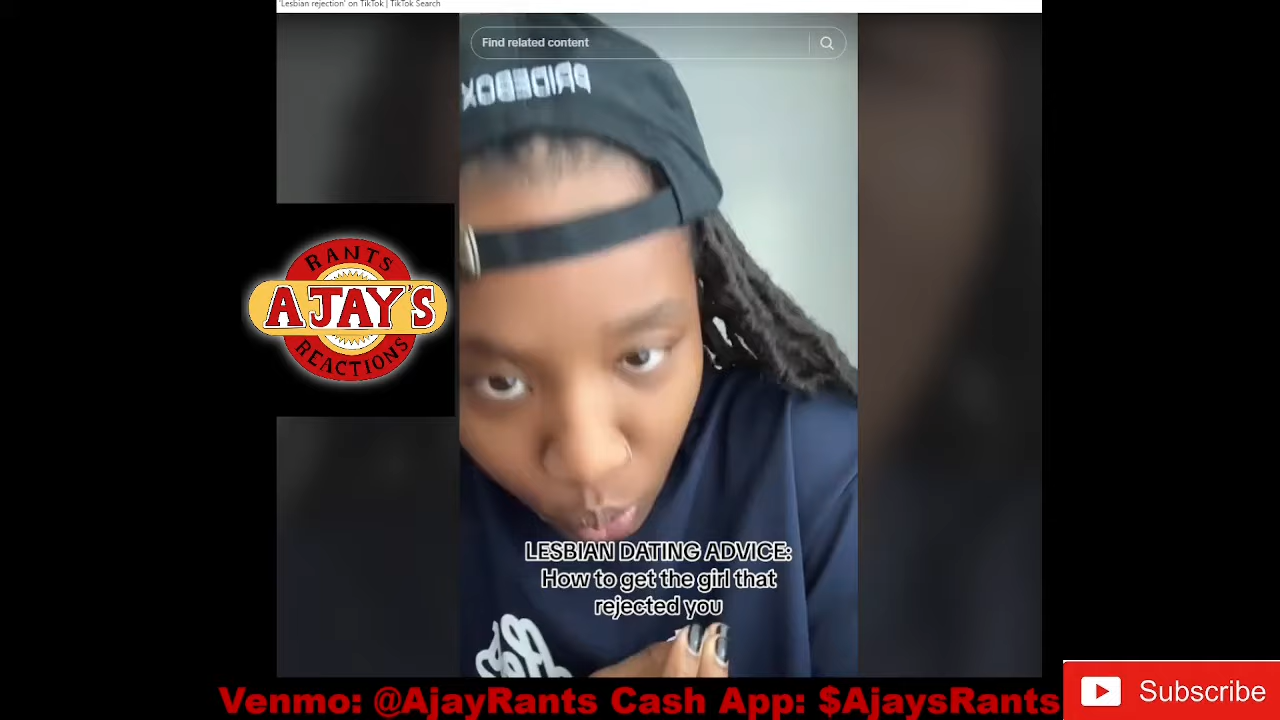 'Lesbian rejection' on TikTok | TikTok Search
Find related content
PRIDEBOX
RANTS
AJAY'S
REACTIONS
LESBIAN DATING ADVICE:
How to get the girl that
rejected you
Venmo: @AjayRants Cash App: $AjaysRants
Subscribe